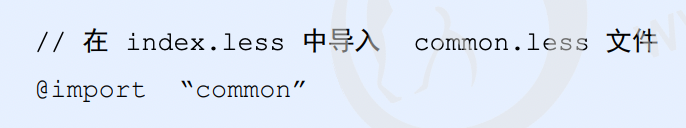 // 在 index.less 中导入 common.less 文件
@import “common”